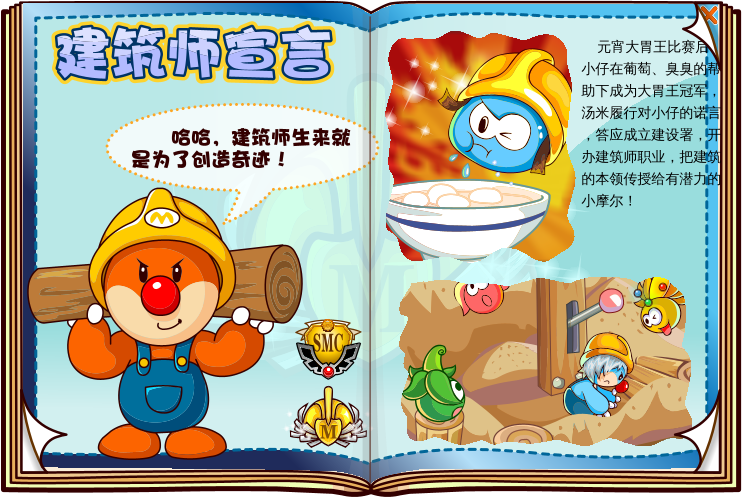 建筑师宣言
哈哈，建筑师生来就
是为了创造奇迹！
SMC
M
M
元宵大胃王比赛后，
小仔在葡萄、臭臭的帮
助下成为大胃王冠军，
汤米履行对小仔的诺言
，答应成立建设署，开
办建筑师职业，把建筑
的本领传授给有潜力的
小摩尔！